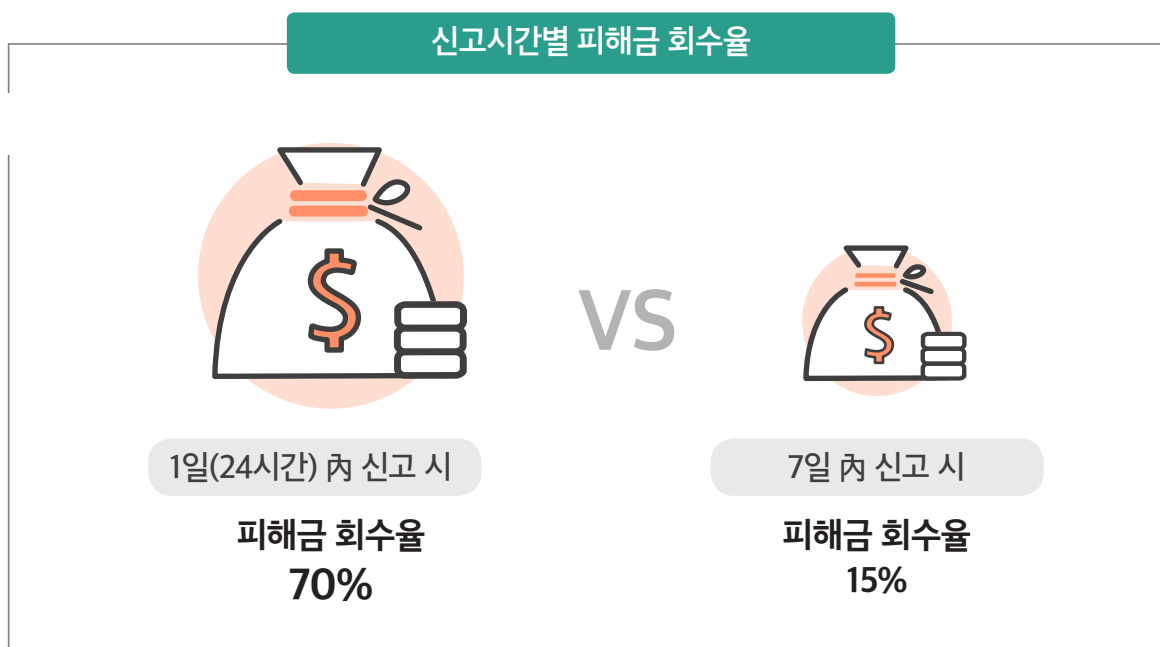 신고시간별 피해금 회수율
$
$
VS
1일(24시간) 內 신고 시
7일 內 신고 시
피해금 회수율
70%
피해금 회수율
15%